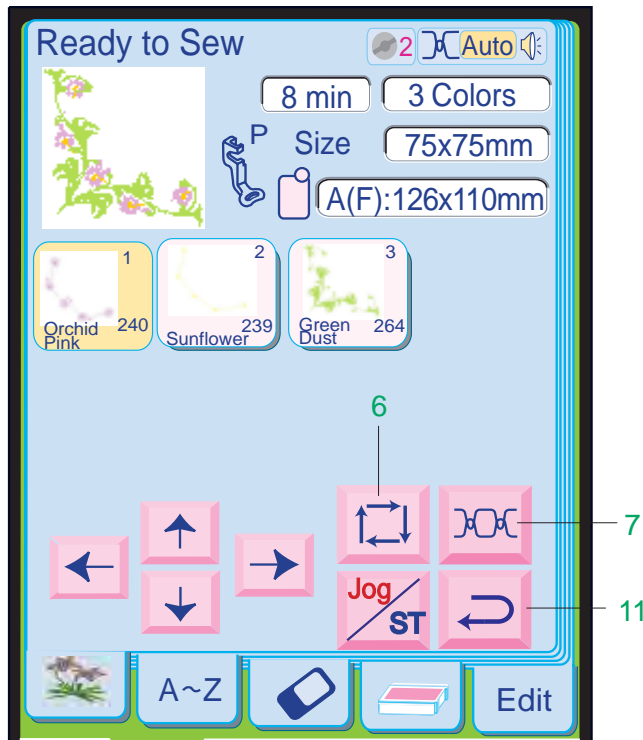 Ready to Sew
2
Auto
8 min
3 Colors
P
Size
75x75mm
A(F):126x110mm
1
Orchid
Pink
240
2
Sunflower
239
3
Green
Dust
264
6
7
Jog
ST
11
A~Z
Edit